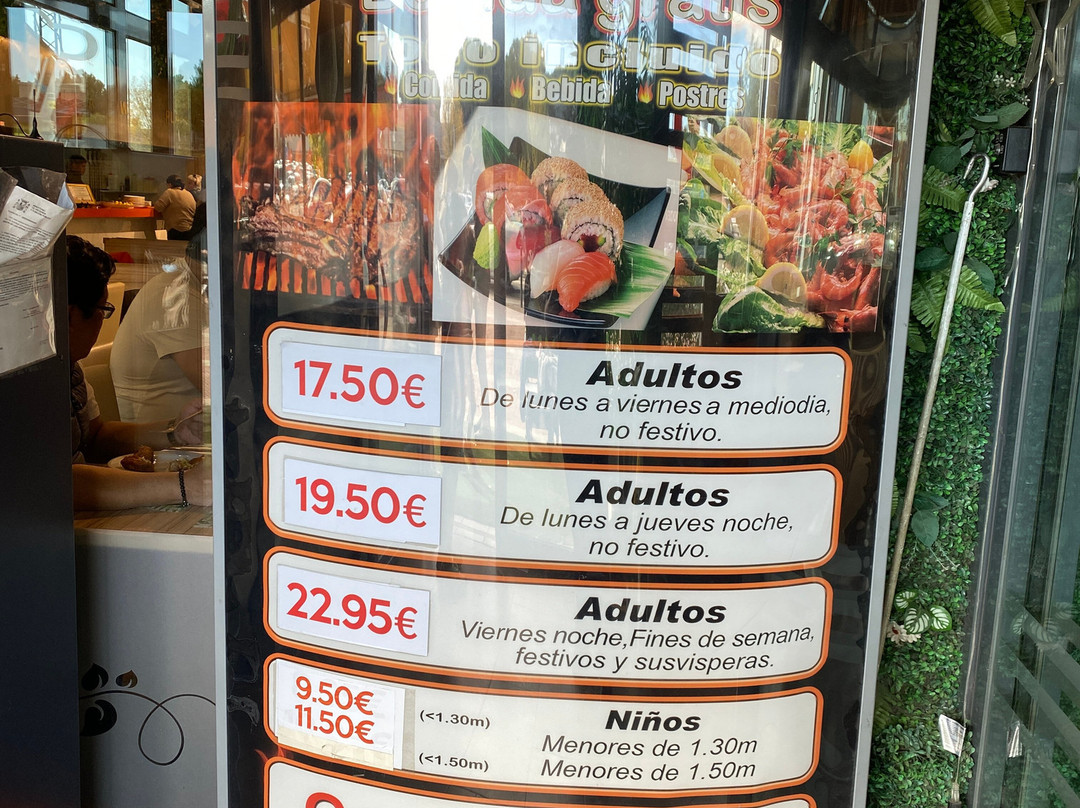 Bebida gratis
Todo incluido
Comida Bebida Postres
17.50€
Adultos
De lunes a viernes a mediodia,
no festivo.
19.50€
Adultos
De lunes a jueves noche,
no festivo.
22.95€
Adultos
Viernes noche,Fines de semana,
festivos y susvisperas.
9.50€
11.50€
(<1.30m)
(<1.50m)
Niños
Menores de 1.30m
Menores de 1.50m